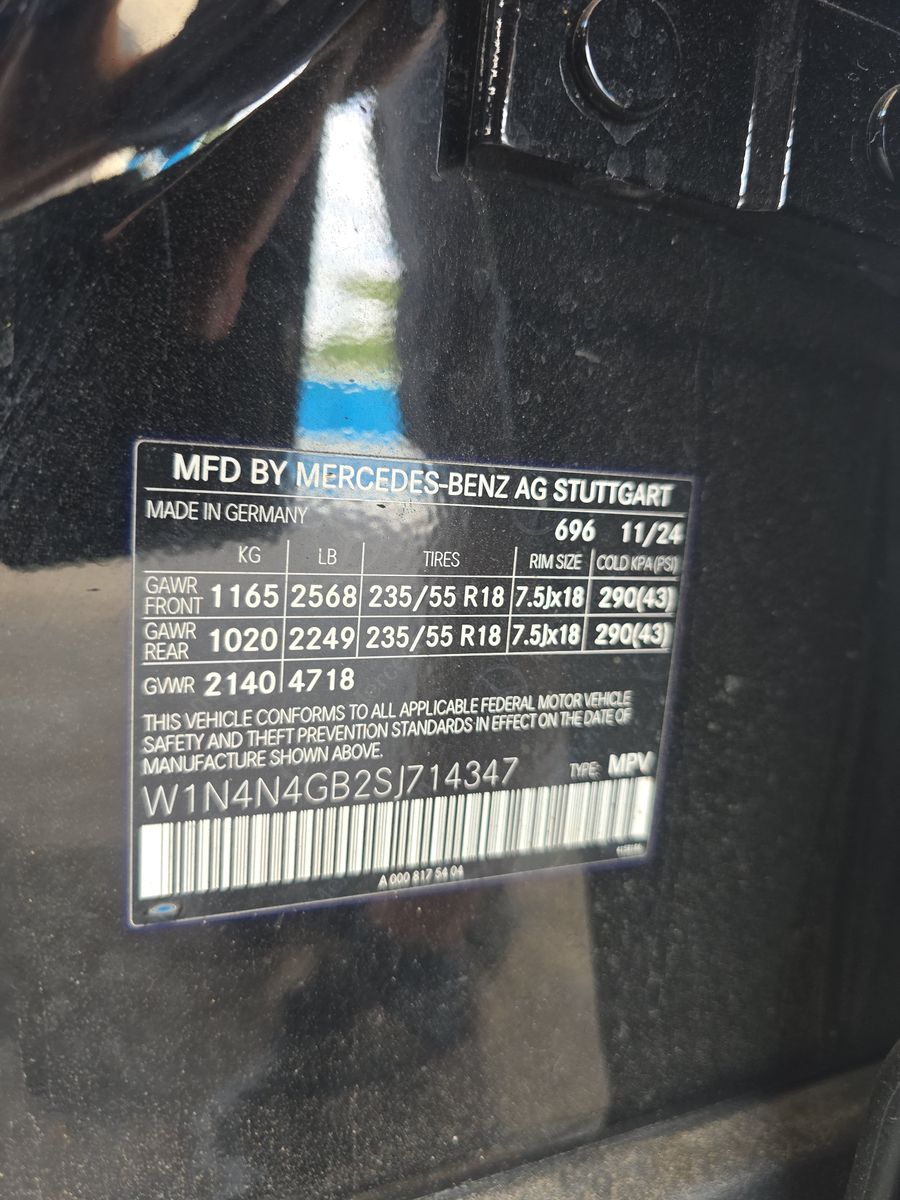 MFD BY MERCEDES-BENZ AG STUTTGART
MADE IN GERMANY
696 11/24
KG LB TIRES RIM SIZE COLD KPA (PSI)
GAWR FRONT 1165 2568 235/55 R18 7.5Jx18 290(43)
GAWR REAR 1020 2249 235/55 R18 7.5Jx18 290(43)
GVWR 2140 4718
THIS VEHICLE CONFORMS TO ALL APPLICABLE FEDERAL MOTOR VEHICLE
SAFETY AND THEFT PREVENTION STANDARDS IN EFFECT ON THE DATE OF
MANUFACTURE SHOWN ABOVE.
W1N4N4GB2SJ714347 TYPE: MPV
A 000 817 54 04